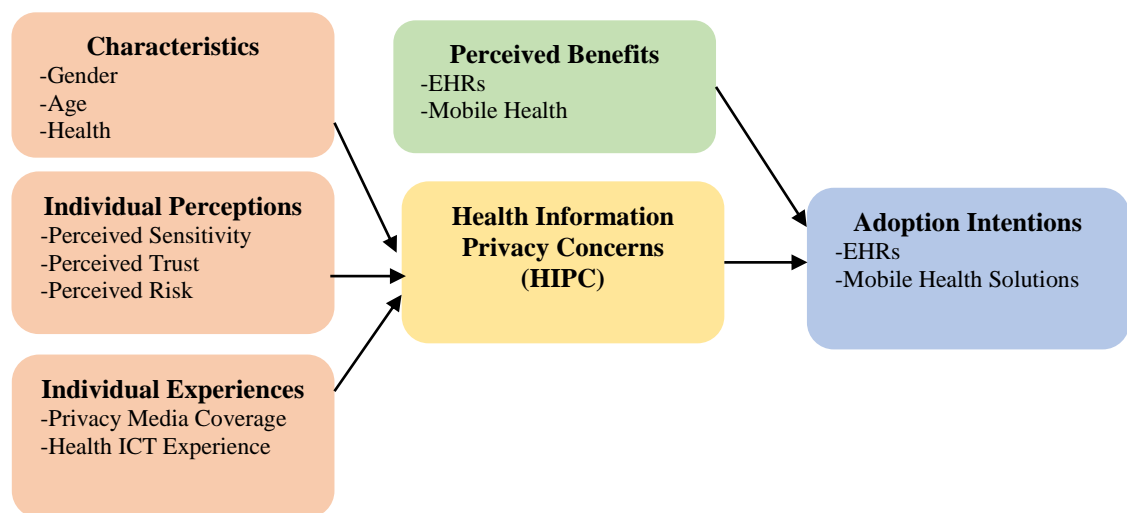 Characteristics
-Gender
-Age
-Health
Perceived Benefits
-EHRs
-Mobile Health
Individual Perceptions
-Perceived Sensitivity
-Perceived Trust
-Perceived Risk
Health Information
Privacy Concerns
(HIPC)
Adoption Intentions
-EHRs
-Mobile Health Solutions
Individual Experiences
-Privacy Media Coverage
-Health ICT Experience